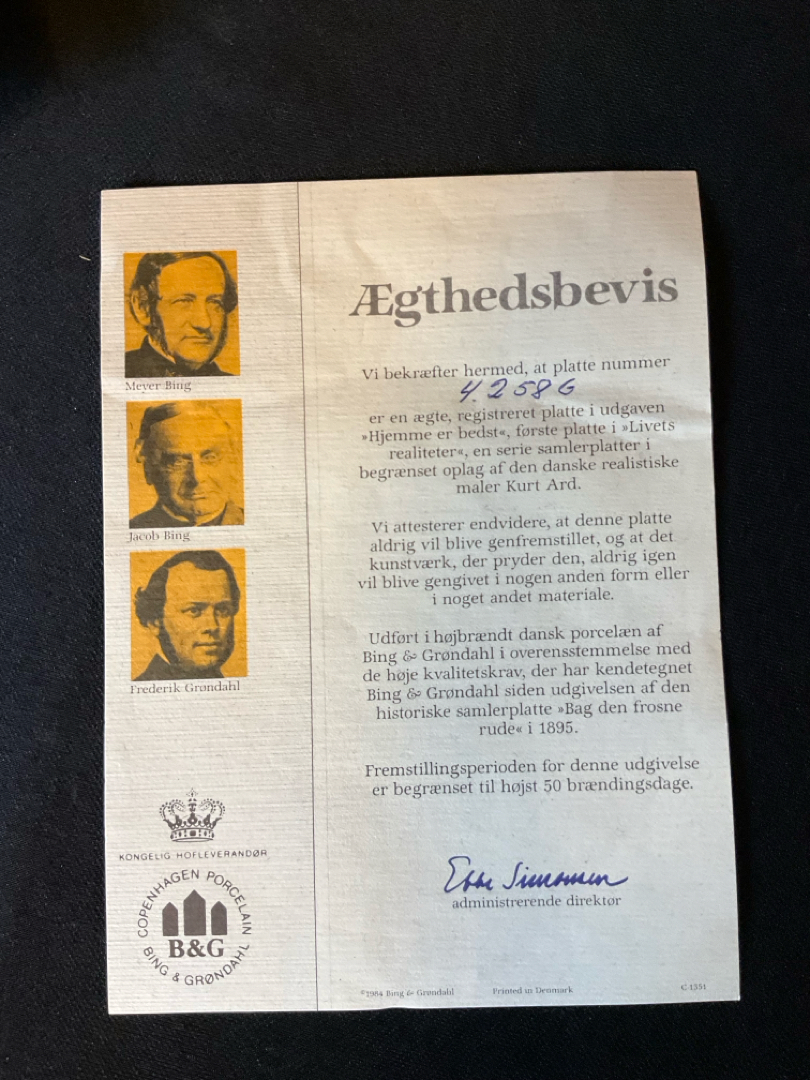 Meyer Bing
Jacob Bing
Frederik Grøndahl
KONGELIG HOFLEVERANDØR
COPENHAGEN PORCELAIN
B&G
BING & GRØNDAHL
Ægthedsbevis
Vi bekræfter hermed, at platte nummer
4.258G
er en ægte, registreret platte i udgaven
»Hjemme er bedst«, første platte i »Livets
realiteter«, en serie samlerplatter i
begrænset oplag af den danske realistiske
maler Kurt Ard.
Vi attesterer endvidere, at denne platte
aldrig vil blive genfremstillet, og at det
kunstværk, der pryder den, aldrig igen
vil blive gengivet i nogen anden form eller
i noget andet materiale.
Udført i højbrændt dansk porcelæn af
Bing & Grøndahl i overensstemmelse med
de høje kvalitetskrav, der har kendetegnet
Bing & Grøndahl siden udgivelsen af den
historiske samlerplatte »Bag den frosne
rude« i 1895.
Fremstillingsperioden for denne udgivelse
er begrænset til højst 50 brændingsdage.
administrerende direktør
©1984 Bing & Grøndahl
Printed in Denmark
C-1551